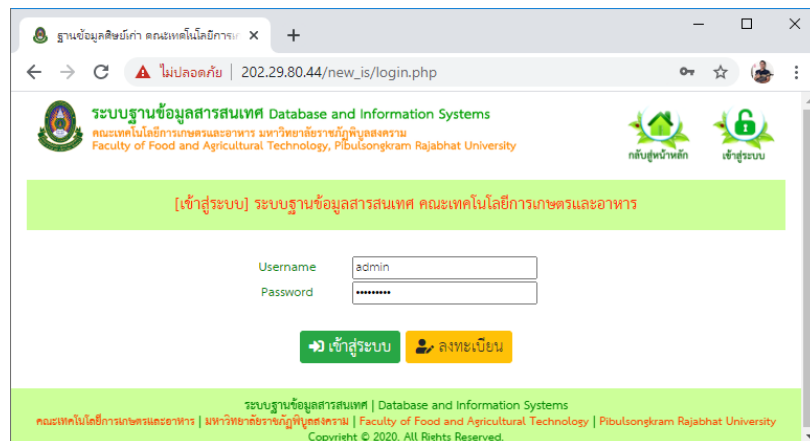 ฐานข้อมูลศิษย์เก่า คณะเทคโนโลยีการเ
ไม่ปลอดภัย | 202.29.80.44/new_is/login.php
ระบบฐานข้อมูลสารสนเทศ Database and Information Systems
คณะเทคโนโลยีการเกษตรและอาหาร มหาวิทยาลัยราชภัฏพิบูลสงคราม
Faculty of Food and Agricultural Technology, Pibulsongkram Rajabhat University
กลับสู่หน้าหลัก
เข้าสู่ระบบ
[เข้าสู่ระบบ] ระบบฐานข้อมูลสารสนเทศ คณะเทคโนโลยีการเกษตรและอาหาร
Username admin
Password •••••••••
เข้าสู่ระบบ ลงทะเบียน
ระบบฐานข้อมูลสารสนเทศ | Database and Information Systems
คณะเทคโนโลยีการเกษตรและอาหาร | มหาวิทยาลัยราชภัฏพิบูลสงคราม | Faculty of Food and Agricultural Technology | Pibulsongkram Rajabhat University
Copyright © 2020. All Rights Reserved.